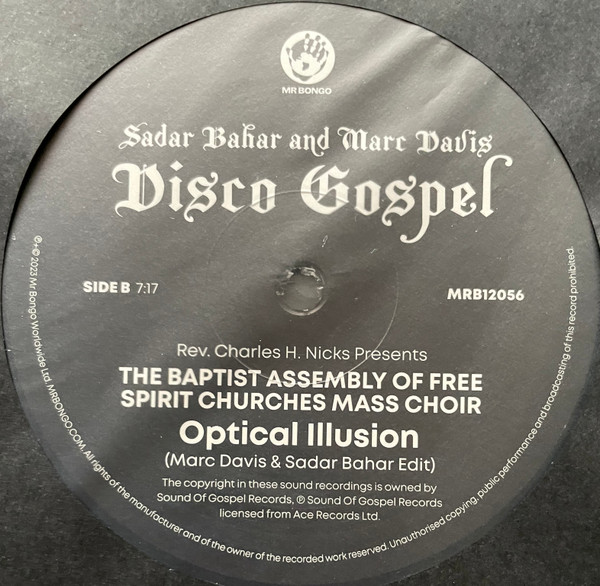 MR BONGO
Sadar Bahar and Marc Davis
Disco Gospel
SIDE B 7:17
MRB12056
Rev. Charles H. Nicks Presents
THE BAPTIST ASSEMBLY OF FREE
SPIRIT CHURCHES MASS CHOIR
Optical Illusion
(Marc Davis & Sadar Bahar Edit)
The copyright in these sound recordings is owned by
Sound Of Gospel Records, ℗ Sound Of Gospel Records
licensed from Ace Records Ltd.
℗+© 2023 Mr Bongo Worldwide Ltd. MRBONGO.COM. All rights of the manufacturer and of the owner of the recorded work reserved. Unauthorised copying, public performance and broadcasting of this record prohibited.